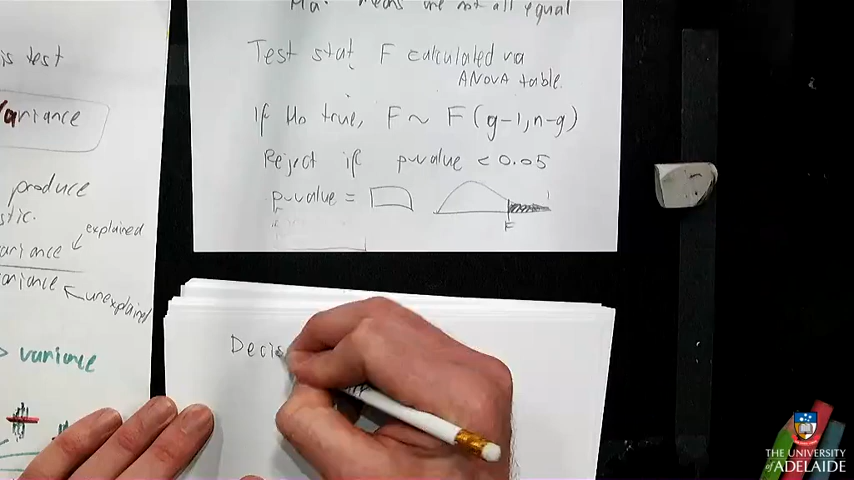 is test
variance
produce
stic.
explained
variance
variance
unexplained
> variance
Ha: means are not all equal
Test stat F calculated via
ANOVA table.
If Ho true, F ~ F(g-1, n-g)
Reject if p-value < 0.05
p-value =
F
Decis
THE UNIVERSITY
of ADELAIDE